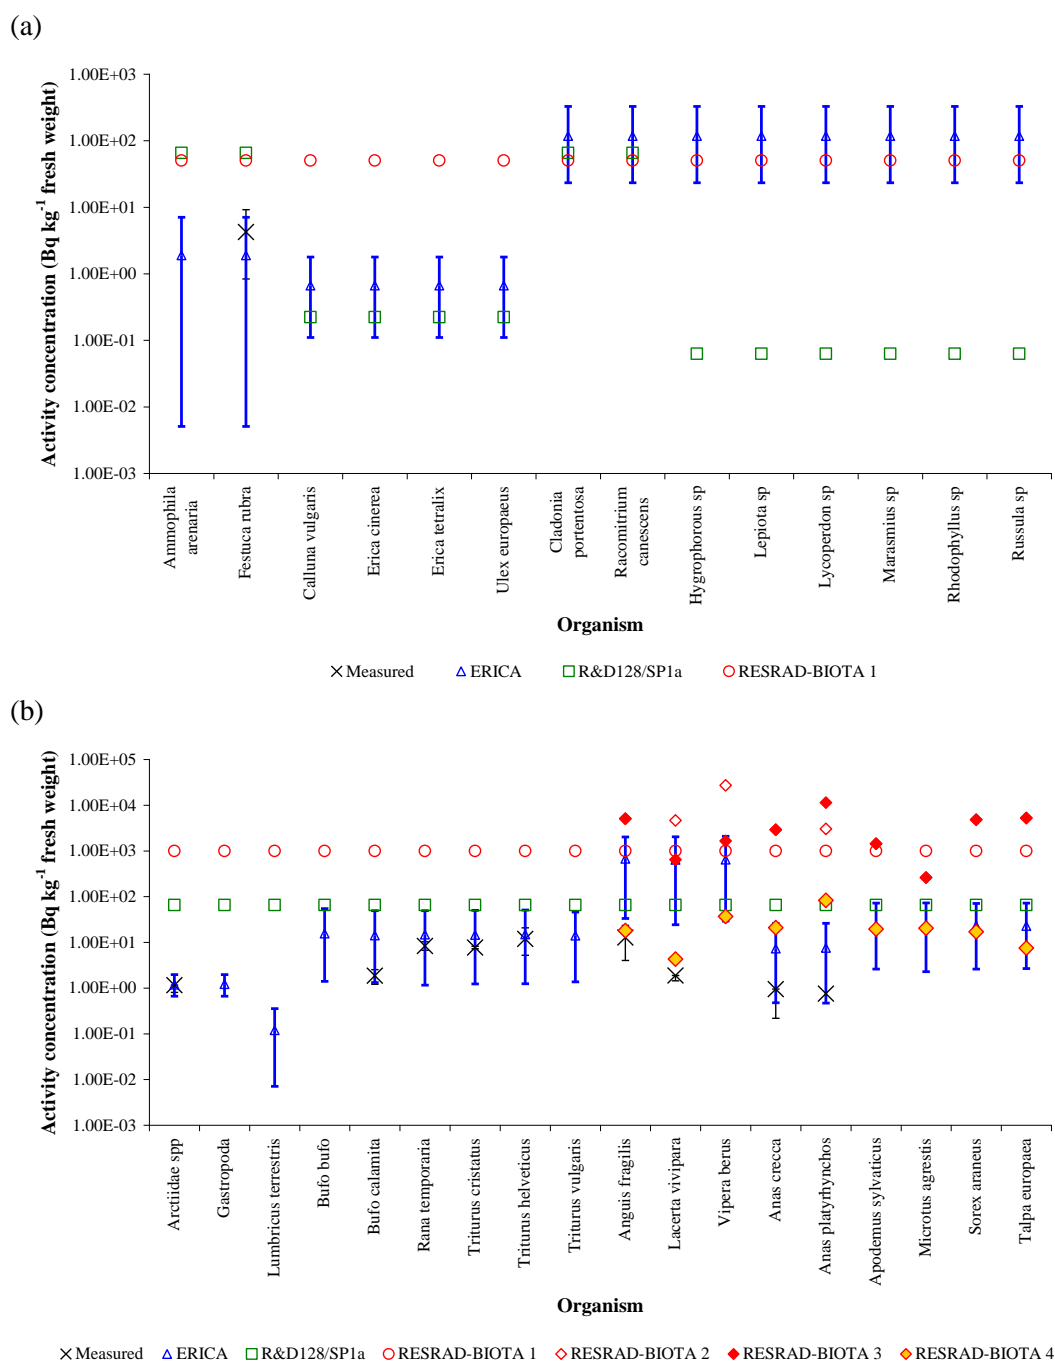 (a)
Activity concentration (Bq kg⁻¹ fresh weight)
1.00E+03
1.00E+02
1.00E+01
1.00E+00
1.00E-01
1.00E-02
1.00E-03
Ammophila
arenaria
Festuca rubra
Calluna vulgaris
Erica cinerea
Erica tetralix
Ulex europaeus
Cladonia
portentosa
Racomitrium
canescens
Hygrophorous sp
Lepiota sp
Lycoperdon sp
Marasmius sp
Rhodophyllus sp
Russula sp
Organism
Measured ERICA R&D128/SP1a RESRAD-BIOTA 1
(b)
Activity concentration (Bq kg⁻¹ fresh weight)
1.00E+05
1.00E+04
1.00E+03
1.00E+02
1.00E+01
1.00E+00
1.00E-01
1.00E-02
1.00E-03
Arctiidae spp
Gastropoda
Lumbricus terrestris
Bufo bufo
Bufo calamita
Rana temporaria
Triturus cristatus
Triturus helveticus
Triturus vulgaris
Anguis fragilis
Lacerta vivipara
Vipera berus
Anas crecca
Anas platyrhynchos
Apodemus sylvaticus
Microtus agrestis
Sorex araneus
Talpa europaea
Organism
Measured ERICA R&D128/SP1a RESRAD-BIOTA 1 RESRAD-BIOTA 2 RESRAD-BIOTA 3 RESRAD-BIOTA 4